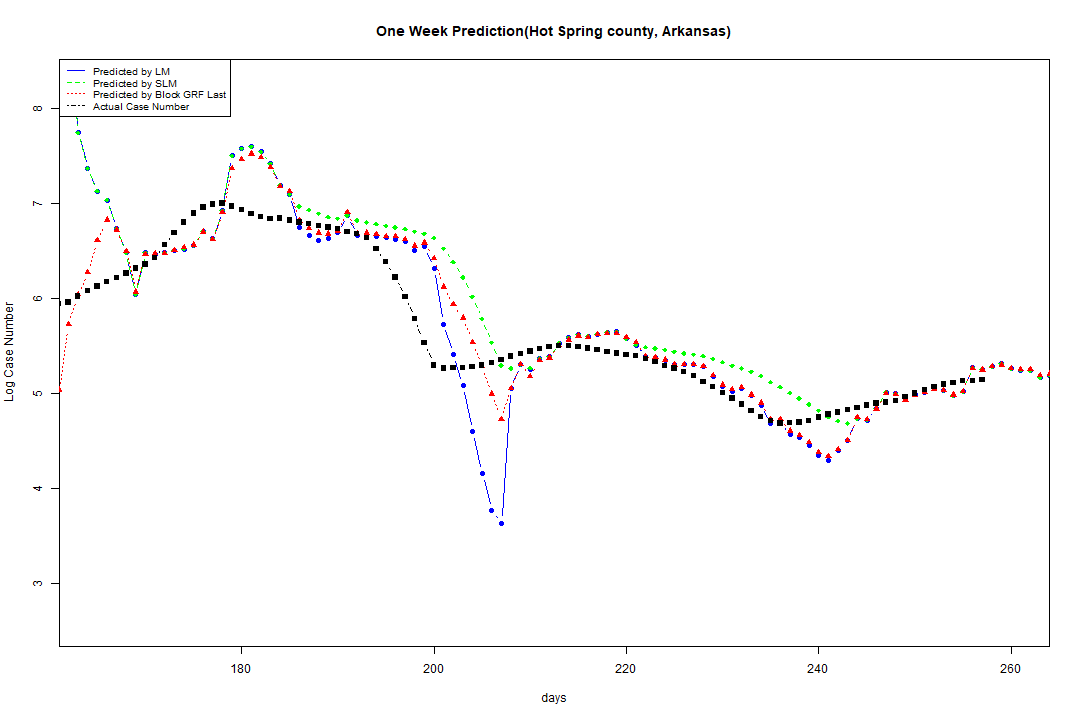 One Week Prediction(Hot Spring county, Arkansas)
Predicted by LM
Predicted by SLM
Predicted by Block GRF Last
Actual Case Number
Log Case Number
8
7
6
5
4
3
180
200
220
240
260
days